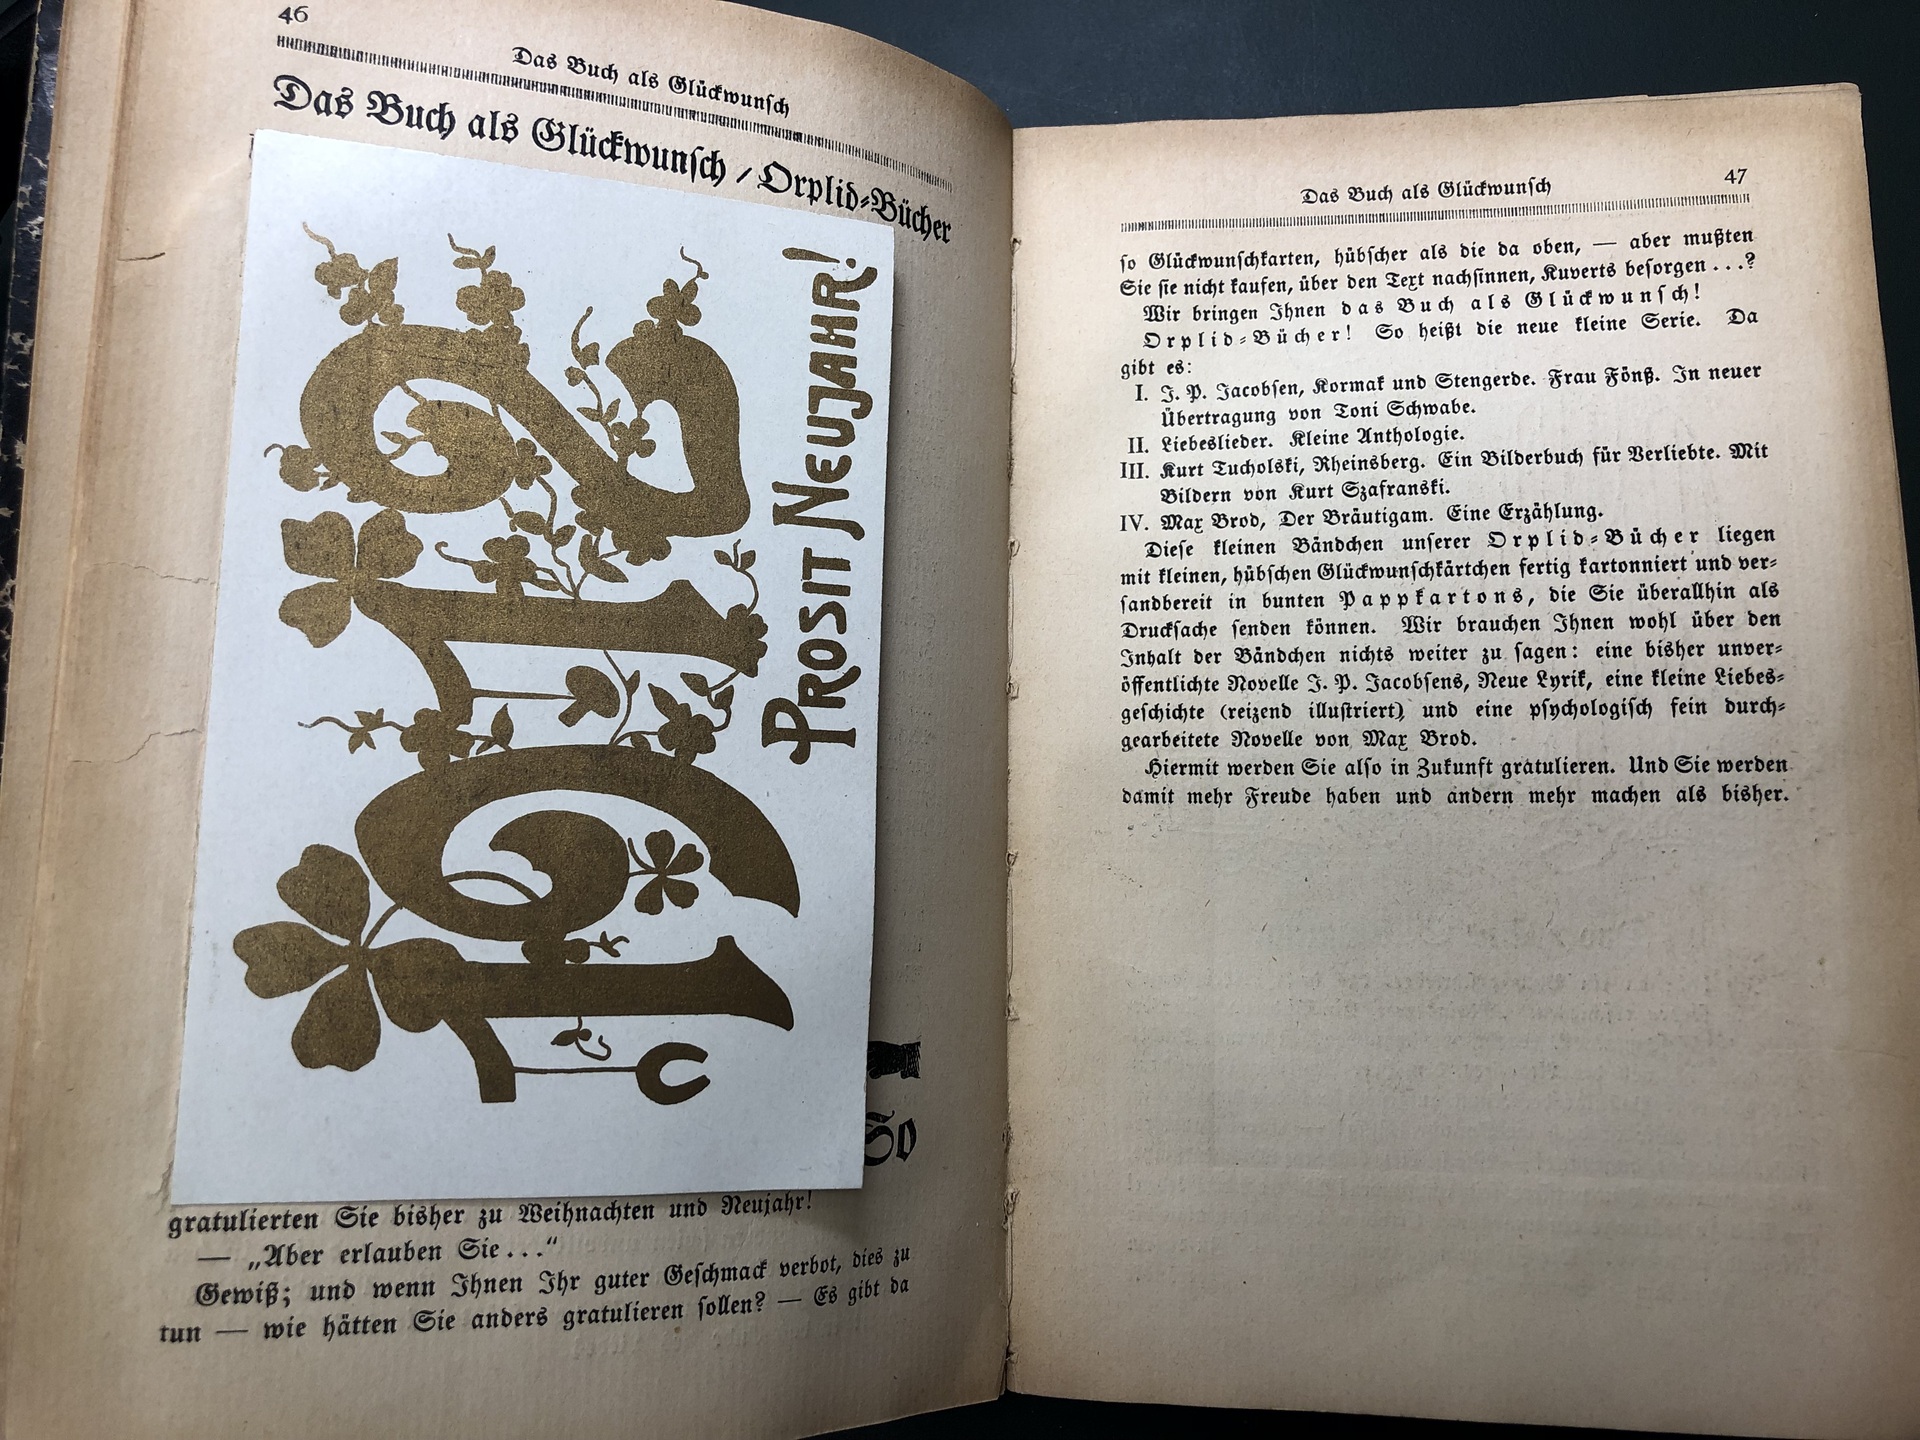 46
Das Buch als Glückwunsch
Das Buch als Glückwunsch / Orplid-Bücher
1912
PROSIT NEUJAHR!
So
gratulierten Sie bisher zu Weihnachten und Neujahr!
— „Aber erlauben Sie...“
Gewiß; und wenn Ihnen Ihr guter Geschmack verbot, dies zu
tun — wie hätten Sie anders gratulieren sollen? — Es gibt da
Das Buch als Glückwunsch
47
so Glückwunschkarten, hübscher als die da oben, — aber mußten
Sie sie nicht kaufen, über den Text nachsinnen, Kuverts besorgen ...?
Wir bringen Ihnen das Buch als Glückwunsch!
Orplid-Bücher! So heißt die neue kleine Serie. Da
gibt es:
I. J. P. Jacobsen, Kormak und Stengerde. Frau Fönß. In neuer
Übertragung von Toni Schwabe.
II. Liebeslieder. Kleine Anthologie.
III. Kurt Tucholski, Rheinsberg. Ein Bilderbuch für Verliebte. Mit
Bildern von Kurt Szafranski.
IV. Max Brod, Der Bräutigam. Eine Erzählung.
Diese kleinen Bändchen unserer Orplid-Bücher liegen
mit kleinen, hübschen Glückwunschkärtchen fertig kartonniert und ver-
sandbereit in bunten Pappkartons, die Sie überallhin als
Drucksache senden können. Wir brauchen Ihnen wohl über den
Inhalt der Bändchen nichts weiter zu sagen: eine bisher unver-
öffentlichte Novelle J. P. Jacobsens, Neue Lyrik, eine kleine Liebes-
geschichte (reizend illustriert) und eine psychologisch fein durch-
gearbeitete Novelle von Max Brod.
Hiermit werden Sie also in Zukunft gratulieren. Und Sie werden
damit mehr Freude haben und andern mehr machen als bisher.